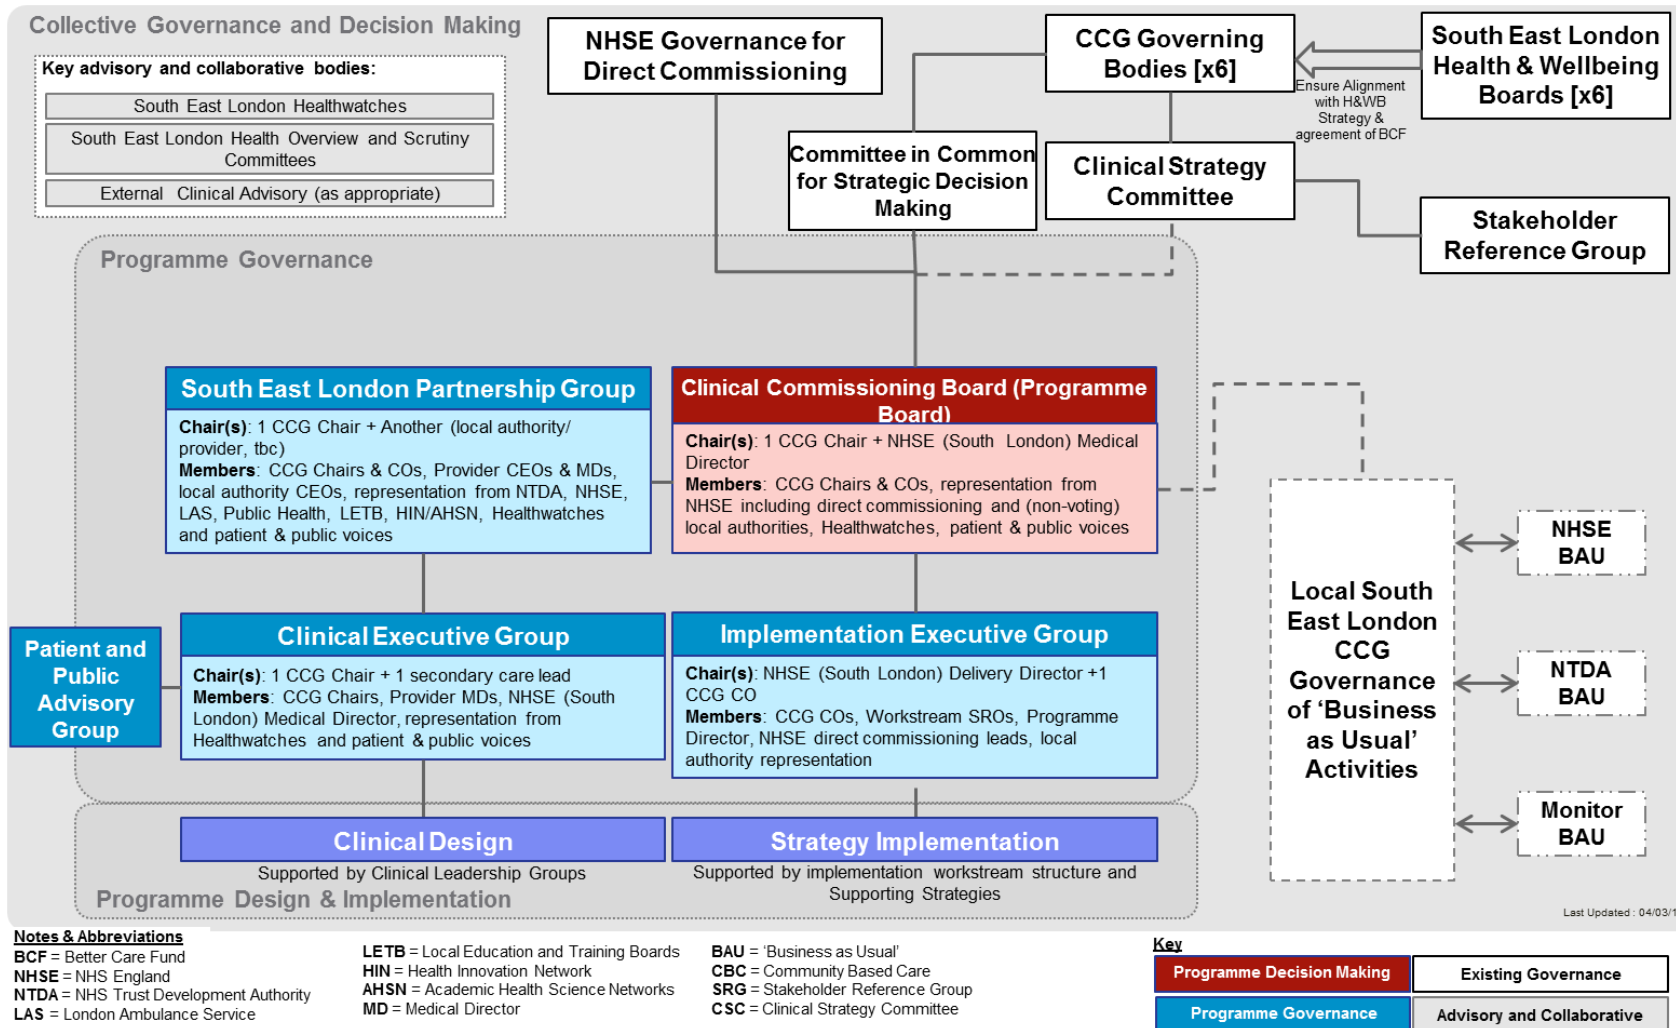 Collective Governance and Decision Making
Key advisory and collaborative bodies:
South East London Healthwatches
South East London Health Overview and Scrutiny
Committees
External Clinical Advisory (as appropriate)
NHSE Governance for
Direct Commissioning
CCG Governing
Bodies [x6]
South East London
Health & Wellbeing
Boards [x6]
Ensure Alignment
with H&WB
Strategy &
agreement of BCF
Committee in Common
for Strategic Decision
Making
Clinical Strategy
Committee
Stakeholder
Reference Group
Programme Governance
South East London Partnership Group
Chair(s): 1 CCG Chair + Another (local authority/
provider, tbc)
Members: CCG Chairs & COs, Provider CEOs & MDs,
local authority CEOs, representation from NTDA, NHSE,
LAS, Public Health, LETB, HIN/AHSN, Healthwatches
and patient & public voices
Clinical Commissioning Board (Programme
Board)
Chair(s): 1 CCG Chair + NHSE (South London) Medical
Director
Members: CCG Chairs & COs, representation from
NHSE including direct commissioning and (non-voting)
local authorities, Healthwatches, patient & public voices
Patient and
Public
Advisory
Group
Clinical Executive Group
Chair(s): 1 CCG Chair + 1 secondary care lead
Members: CCG Chairs, Provider MDs, NHSE (South
London) Medical Director, representation from
Healthwatches and patient & public voices
Implementation Executive Group
Chair(s): NHSE (South London) Delivery Director +1
CCG CO
Members: CCG COs, Workstream SROs, Programme
Director, NHSE direct commissioning leads, local
authority representation
Local South
East London
CCG
Governance
of ‘Business
as Usual’
Activities
NHSE
BAU
NTDA
BAU
Monitor
BAU
Clinical Design
Supported by Clinical Leadership Groups
Strategy Implementation
Supported by implementation workstream structure and
Supporting Strategies
Programme Design & Implementation
Last Updated : 04/03/1
Notes & Abbreviations
BCF = Better Care Fund
NHSE = NHS England
NTDA = NHS Trust Development Authority
LAS = London Ambulance Service
LETB = Local Education and Training Boards
HIN = Health Innovation Network
AHSN = Academic Health Science Networks
MD = Medical Director
BAU = ‘Business as Usual’
CBC = Community Based Care
SRG = Stakeholder Reference Group
CSC = Clinical Strategy Committee
Key
Programme Decision Making
Existing Governance
Programme Governance
Advisory and Collaborative